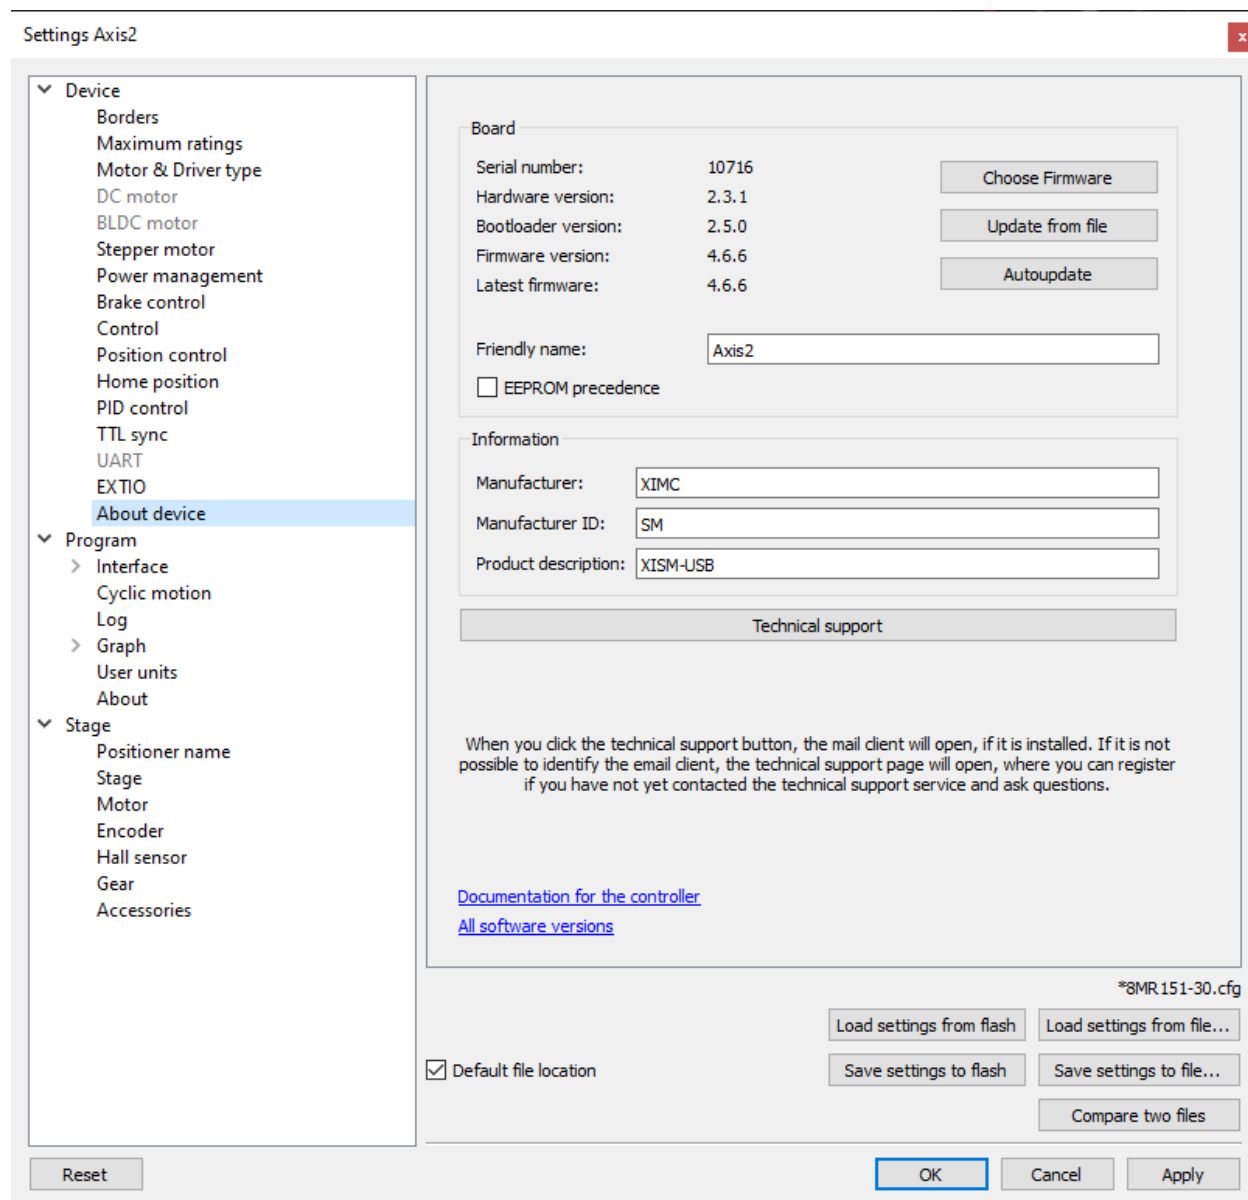 Settings Axis2
x
Device
Borders
Maximum ratings
Motor & Driver type
DC motor
BLDC motor
Stepper motor
Power management
Brake control
Control
Position control
Home position
PID control
TTL sync
UART
EXTIO
About device
Program
Interface
Cyclic motion
Log
Graph
User units
About
Stage
Positioner name
Stage
Motor
Encoder
Hall sensor
Gear
Accessories
Board
Serial number: 10716
Hardware version: 2.3.1
Bootloader version: 2.5.0
Firmware version: 4.6.6
Latest firmware: 4.6.6
Choose Firmware
Update from file
Autoupdate
Friendly name: Axis2
EEPROM precedence
Information
Manufacturer: XIMC
Manufacturer ID: SM
Product description: XISM-USB
Technical support
When you click the technical support button, the mail client will open, if it is installed. If it is not
possible to identify the email client, the technical support page will open, where you can register
if you have not yet contacted the technical support service and ask questions.
Documentation for the controller
All software versions
*8MR151-30.cfg
Load settings from flash
Load settings from file...
Default file location
Save settings to flash
Save settings to file...
Compare two files
Reset
OK
Cancel
Apply